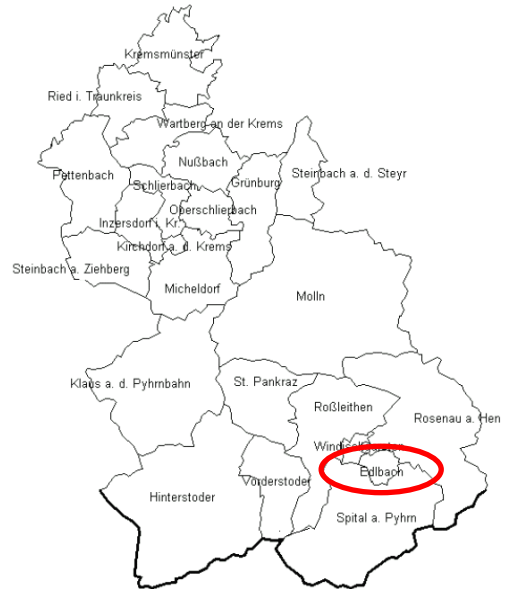 Kremsmünster
Ried i. Traunkreis
Wartberg an der Krems
Nußbach
Pettenbach
Schlierbach
Grünburg
Steinbach a. d. Steyr
Oberschlierbach
Inzersdorf i. Kr.
Kirchdorf a. d. Krems
Steinbach a. Ziehberg
Micheldorf
Molln
Klaus a. d. Pyhrnbahn
St. Pankraz
Roßleithen
Rosenau a. Hen
Edlbach
Vorderstoder
Hinterstoder
Spital a. Pyhrn